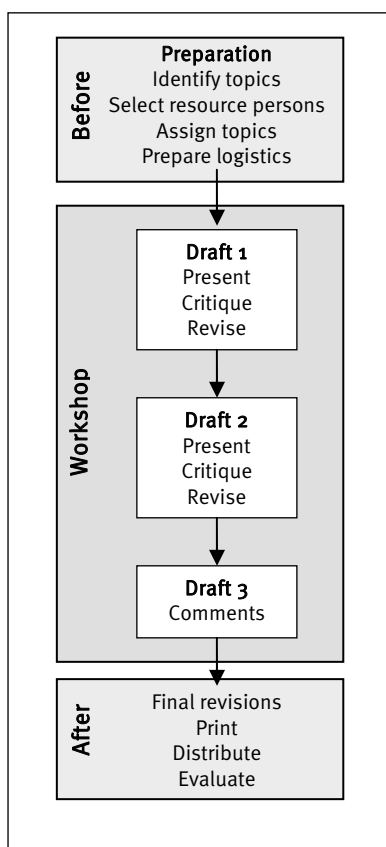 Before
Preparation
Identify topics
Select resource persons
Assign topics
Prepare logistics
Workshop
Draft 1
Present
Critique
Revise
Draft 2
Present
Critique
Revise
Draft 3
Comments
After
Final revisions
Print
Distribute
Evaluate